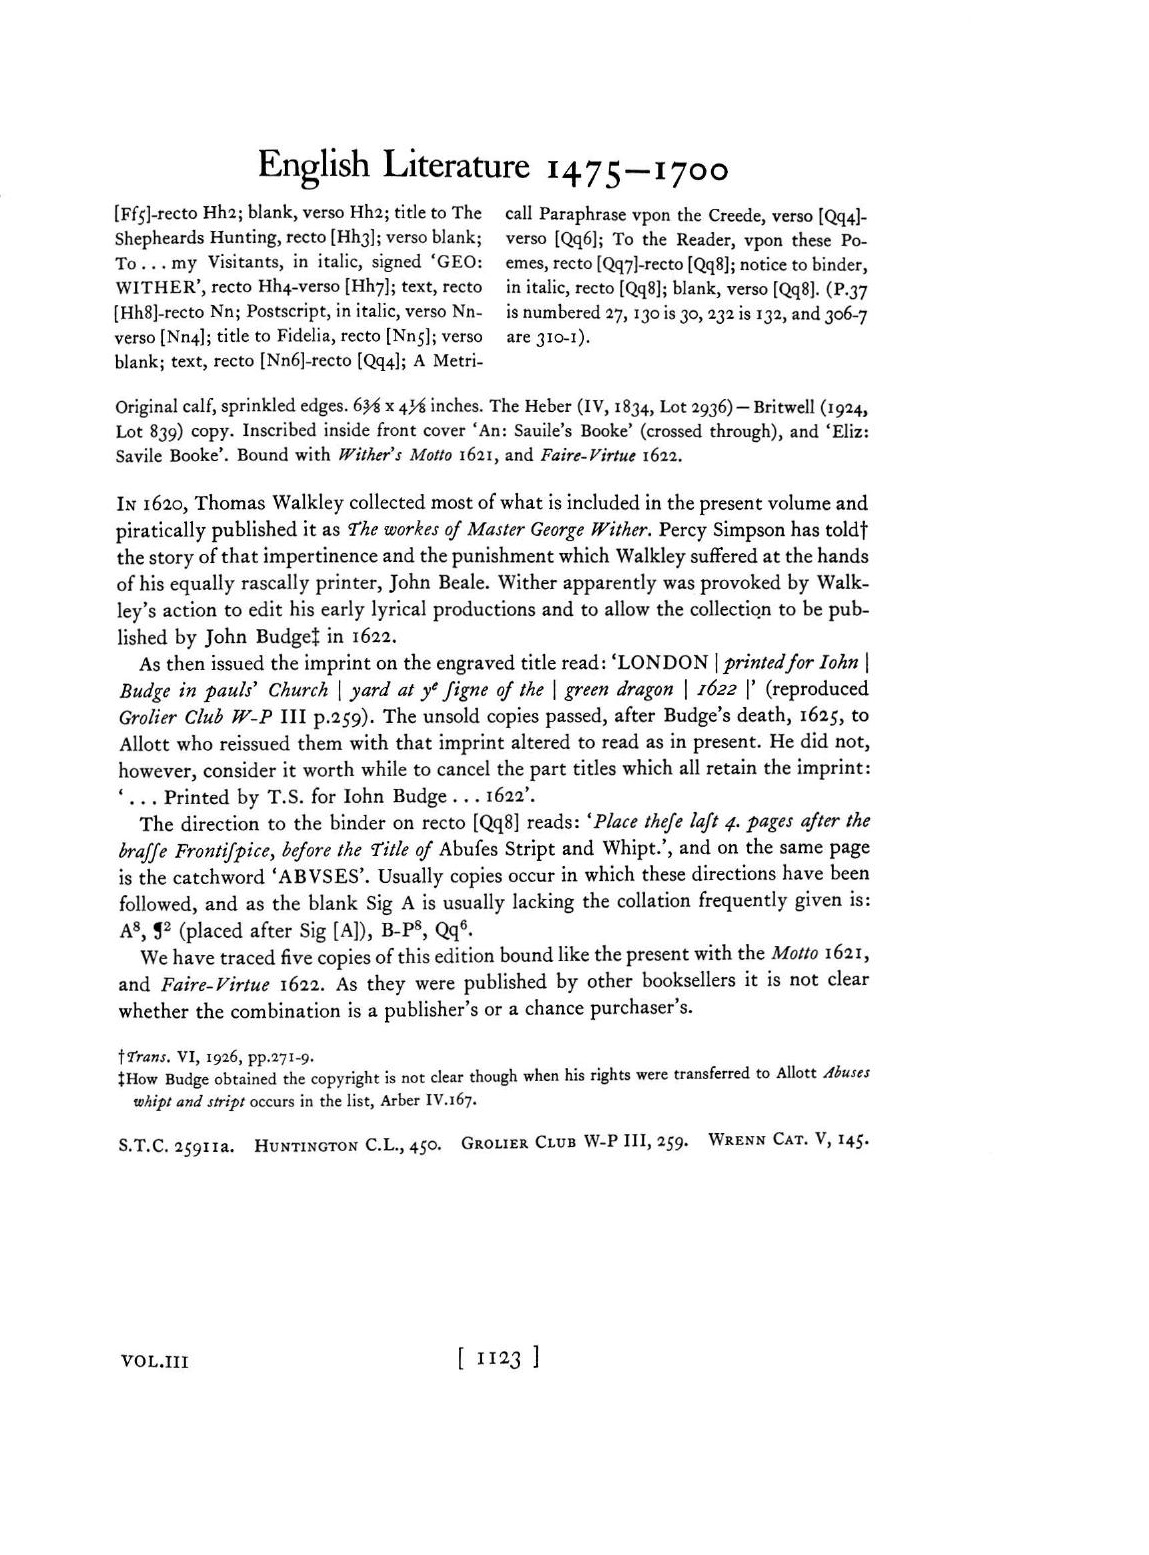 English Literature 1475—1700
[Ff5]-recto Hh2; blank, verso Hh2; title to The
Shepheards Hunting, recto [Hh3]; verso blank;
To . . . my Visitants, in italic, signed ‘GEO:
WITHER’, recto Hh4-verso [Hh7]; text, recto
[Hh8]-recto Nn; Postscript, in italic, verso Nn-
verso [Nn4]; title to Fidelia, recto [Nn5]; verso
blank; text, recto [Nn6]-recto [Qq4]; A Metri-
call Paraphrase vpon the Creede, verso [Qq4]-
verso [Qq6]; To the Reader, vpon these Po-
emes, recto [Qq7]-recto [Qq8]; notice to binder,
in italic, recto [Qq8]; blank, verso [Qq8]. (P.37
is numbered 27, 130 is 30, 232 is 132, and 306-7
are 310-1).
Original calf, sprinkled edges. 6⅜ x 4⅛ inches. The Heber (IV, 1834, Lot 2936)—Britwell (1924,
Lot 839) copy. Inscribed inside front cover ‘An: Sauile’s Booke’ (crossed through), and ‘Eliz:
Savile Booke’. Bound with Wither’s Motto 1621, and Faire-Virtue 1622.
IN 1620, Thomas Walkley collected most of what is included in the present volume and
piratically published it as The workes of Master George Wither. Percy Simpson has told†
the story of that impertinence and the punishment which Walkley suffered at the hands
of his equally rascally printer, John Beale. Wither apparently was provoked by Walk-
ley’s action to edit his early lyrical productions and to allow the collection to be pub-
lished by John Budge‡ in 1622.
As then issued the imprint on the engraved title read: ‘LONDON | printed for Iohn |
Budge in pauls’ Church | yard at yᵉ ſigne of the | green dragon | 1622 |’ (reproduced
Grolier Club W-P III p.259). The unsold copies passed, after Budge’s death, 1625, to
Allott who reissued them with that imprint altered to read as in present. He did not,
however, consider it worth while to cancel the part titles which all retain the imprint:
‘. . . Printed by T.S. for Iohn Budge . . . 1622’.
The direction to the binder on recto [Qq8] reads: ‘Place theſe laſt 4. pages after the
braſſe Frontiſpice, before the Title of Abuſes Stript and Whipt.’, and on the same page
is the catchword ‘ABVSES’. Usually copies occur in which these directions have been
followed, and as the blank Sig A is usually lacking the collation frequently given is:
A⁸, ¶² (placed after Sig [A]), B-P⁸, Qq⁶.
We have traced five copies of this edition bound like the present with the Motto 1621,
and Faire-Virtue 1622. As they were published by other booksellers it is not clear
whether the combination is a publisher’s or a chance purchaser’s.
†Trans. VI, 1926, pp.271-9.
‡How Budge obtained the copyright is not clear though when his rights were transferred to Allott Abuses
whipt and stript occurs in the list, Arber IV.167.
S.T.C. 25911a. HUNTINGTON C.L., 450. GROLIER CLUB W-P III, 259. WRENN CAT. V, 145.
VOL.III
[ 1123 ]